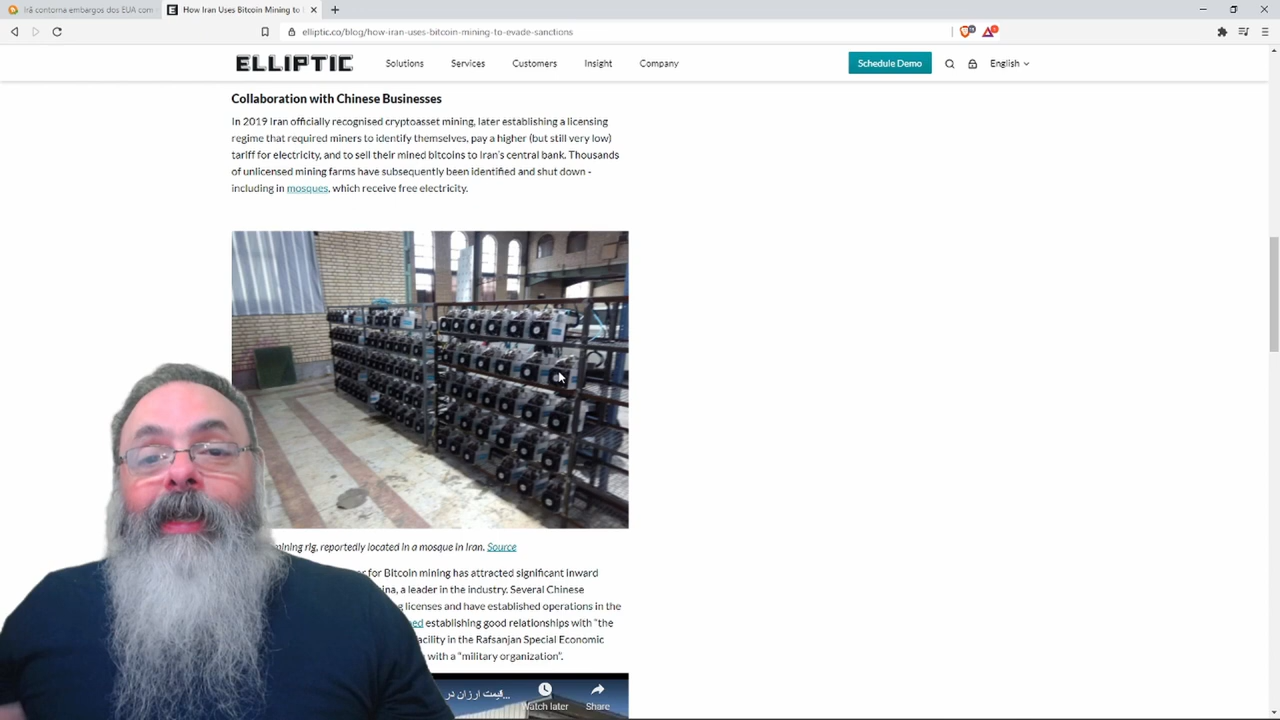 Irã contorna embargos dos EUA com
How Iran Uses Bitcoin Mining to
elliptic.co/blog/how-iran-uses-bitcoin-mining-to-evade-sanctions
ELLIPTIC
Solutions
Services
Customers
Insight
Company
Schedule Demo
English
Collaboration with Chinese Businesses
In 2019 Iran officially recognised cryptoasset mining, later establishing a licensing
regime that required miners to identify themselves, pay a higher (but still very low)
tariff for electricity, and to sell their mined bitcoins to Iran's central bank. Thousands
of unlicensed mining farms have subsequently been identified and shut down -
including in mosques, which receive free electricity.
mining rig, reportedly located in a mosque in Iran. Source
for Bitcoin mining has attracted significant inward
a leader in the industry. Several Chinese
licenses and have established operations in the
establishing good relationships with "the
facility in the Rafsanjan Special Economic
with a "military organization".
قیمت ارزان در...
Watch later
Share